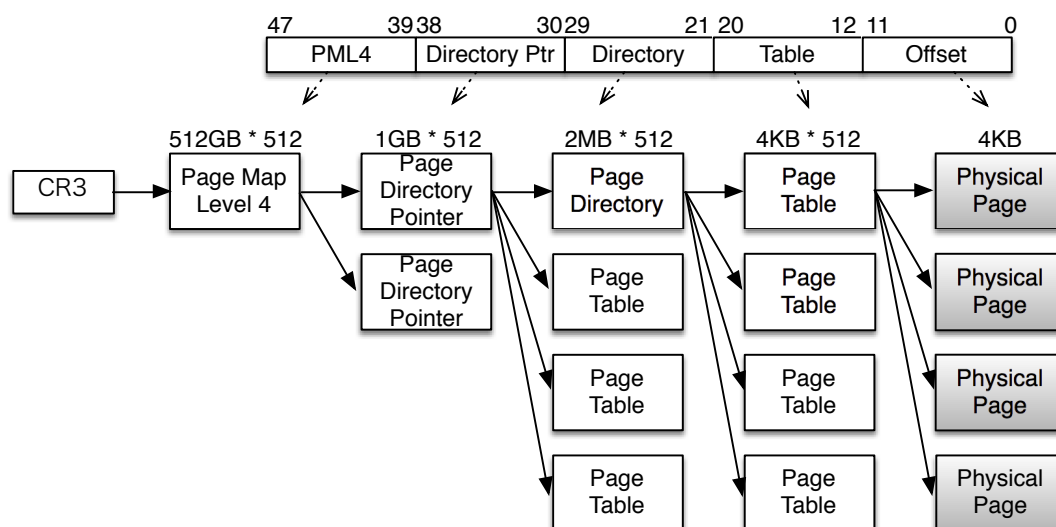 47 39 38 30 29 21 20 12 11 0
PML4 Directory Ptr Directory Table Offset
512GB * 512 1GB * 512 2MB * 512 4KB * 512 4KB
CR3
Page Map
Level 4
Page
Directory
Pointer
Page
Directory
Page
Table
Physical
Page
Page
Directory
Pointer
Page
Table
Page
Table
Physical
Page
Page
Table
Page
Table
Physical
Page
Page
Table
Page
Table
Physical
Page